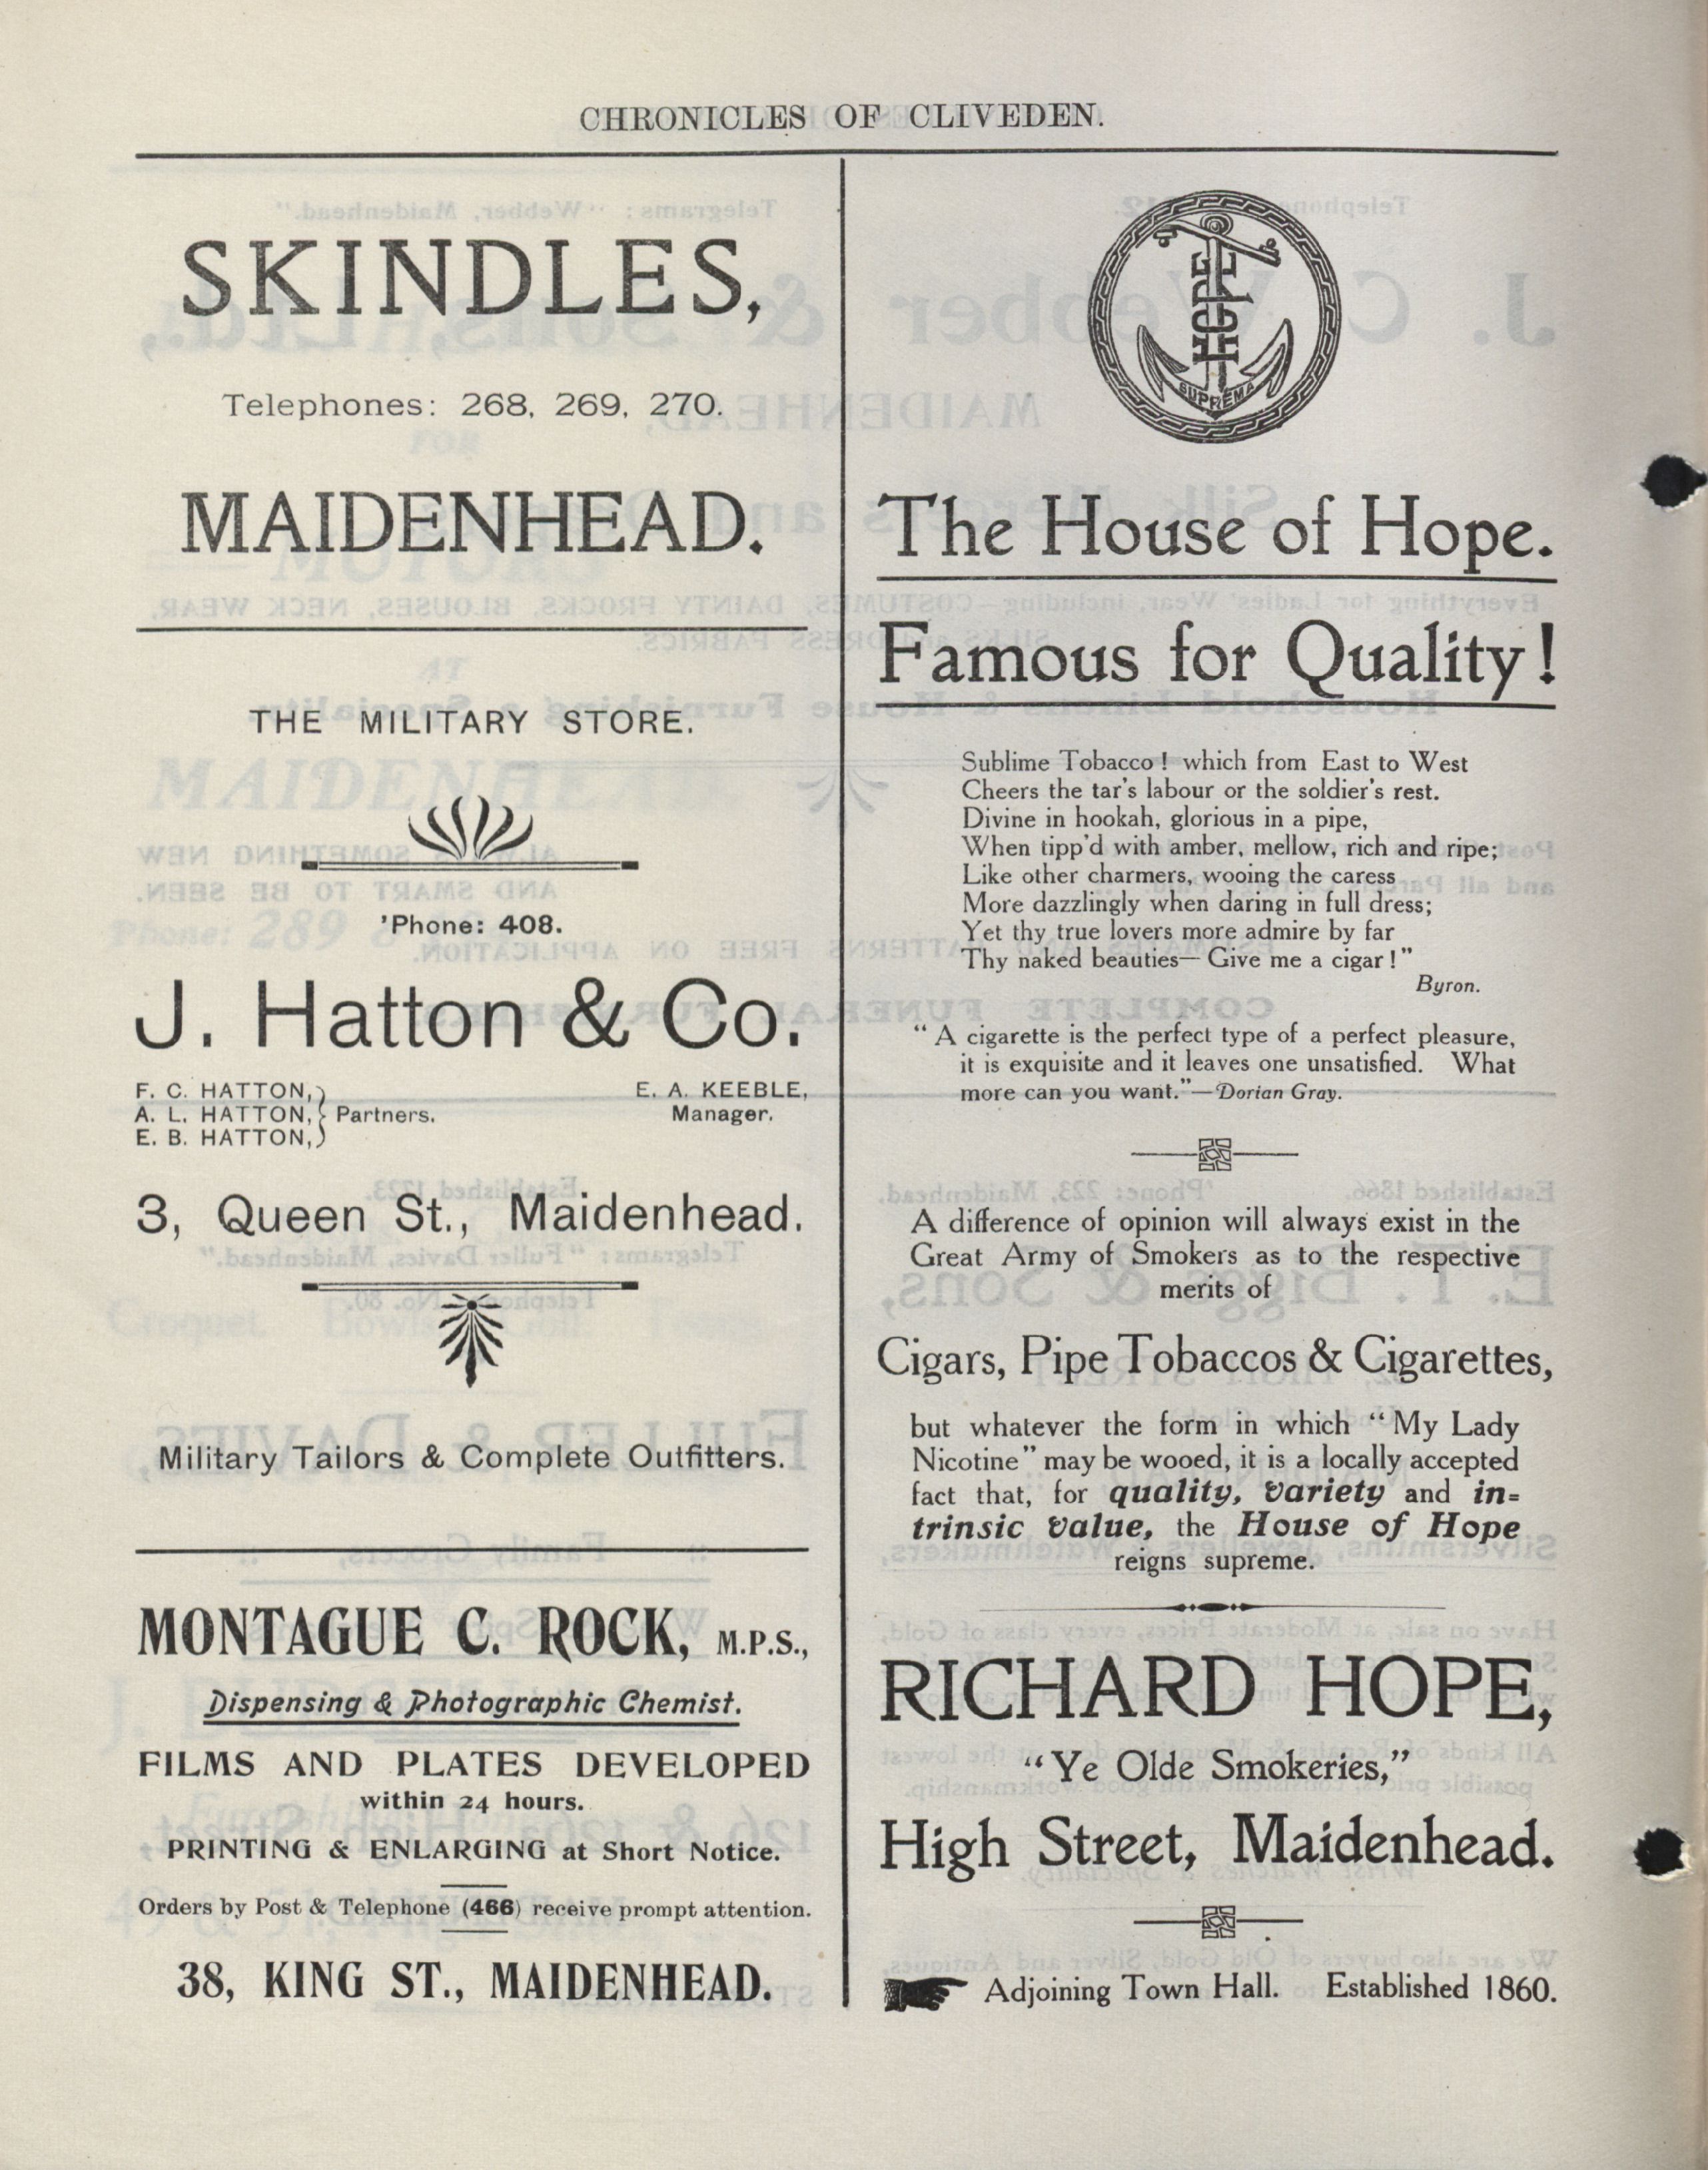 CHRONICLES OF CLIVEDEN.
SKINDLES,
Telephones: 268, 269, 270.
MAIDENHEAD.
THE MILITARY STORE.
'Phone: 408.
J. Hatton & Co.
F. C. HATTON,
A. L. HATTON, } Partners.
E. B. HATTON,
E. A. KEEBLE,
Manager.
3, Queen St., Maidenhead.
Military Tailors & Complete Outfitters.
MONTAGUE C. ROCK, M.P.S.,
Dispensing & Photographic Chemist.
FILMS AND PLATES DEVELOPED
within 24 hours.
PRINTING & ENLARGING at Short Notice.
Orders by Post & Telephone (466) receive prompt attention.
38, KING ST., MAIDENHEAD.
HOPE
SUPREMA
The House of Hope.
Famous for Quality!
Sublime Tobacco! which from East to West
Cheers the tar's labour or the soldier's rest.
Divine in hookah, glorious in a pipe,
When tipp'd with amber, mellow, rich and ripe;
Like other charmers, wooing the caress
More dazzlingly when daring in full dress;
Yet thy true lovers more admire by far
Thy naked beauties— Give me a cigar!"
Byron.
"A cigarette is the perfect type of a perfect pleasure,
it is exquisite and it leaves one unsatisfied. What
more can you want."—Dorian Gray.
A difference of opinion will always exist in the
Great Army of Smokers as to the respective
merits of
Cigars, Pipe Tobaccos & Cigarettes,
but whatever the form in which "My Lady
Nicotine" may be wooed, it is a locally accepted
fact that, for quality, variety and in=
trinsic value, the House of Hope
reigns supreme.
RICHARD HOPE,
"Ye Olde Smokeries,"
High Street, Maidenhead.
Adjoining Town Hall. Established 1860.